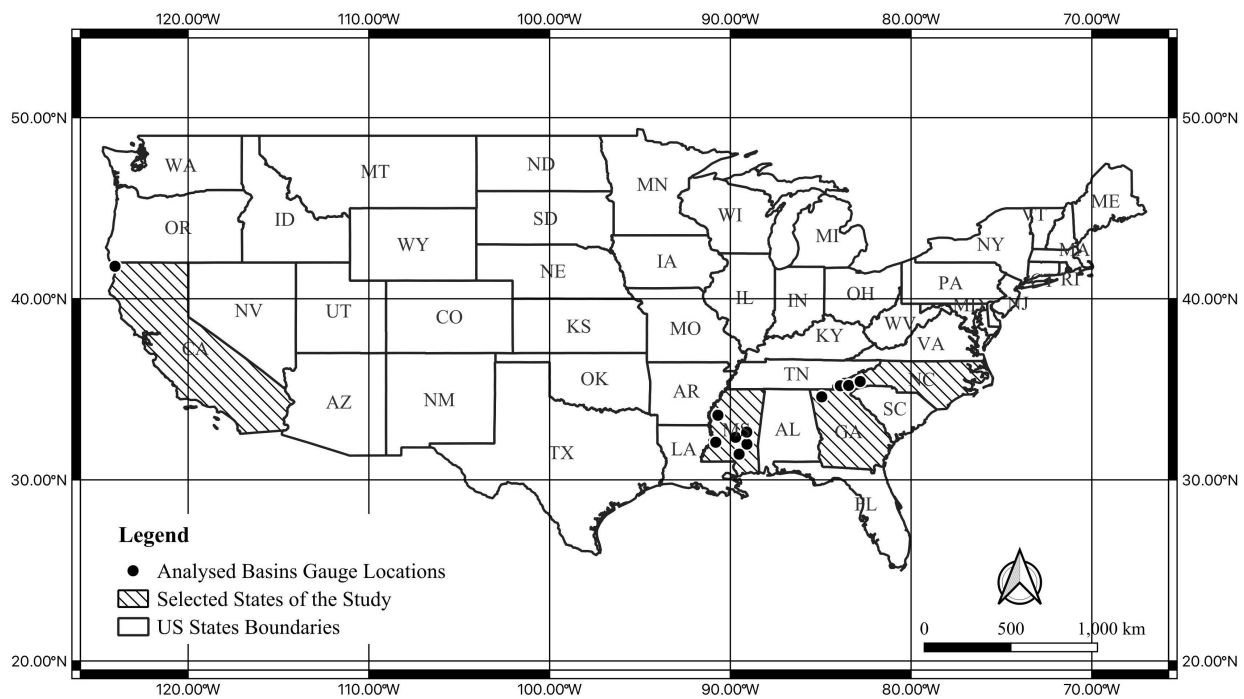 120.00°W 110.00°W 100.00°W 90.00°W 80.00°W 70.00°W
50.00°N 50.00°N
WA MT ND MN ME
OR ID SD WI MI VT
WY NY MA
NE IA PA CT RI
40.00°N 40.00°N
NV UT CO IL IN OH NJ
KS MO WV MD
CA KY VA
OK AR TN NC
AZ NM SC
MS AL GA
TX LA
30.00°N 30.00°N
FL
Legend
Analysed Basins Gauge Locations
Selected States of the Study
US States Boundaries
0 500 1,000 km
20.00°N 20.00°N
120.00°W 110.00°W 100.00°W 90.00°W 80.00°W 70.00°W